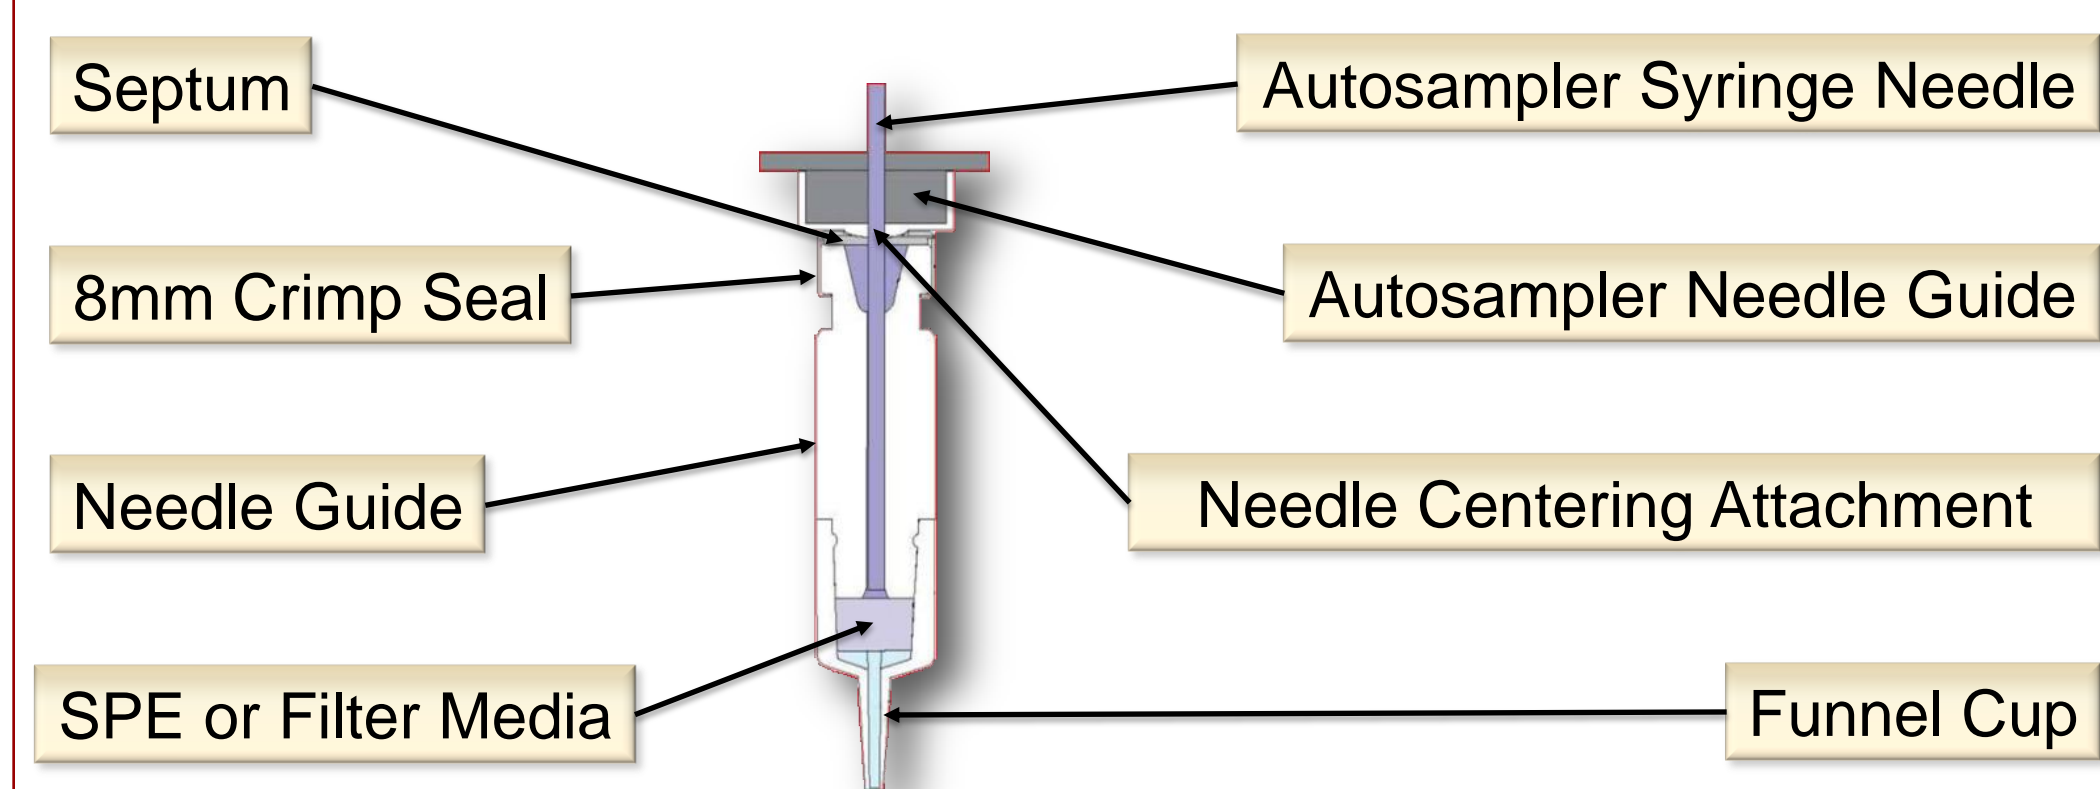 Septum
8mm Crimp Seal
Needle Guide
SPE or Filter Media
Autosampler Syringe Needle
Autosampler Needle Guide
Needle Centering Attachment
Funnel Cup